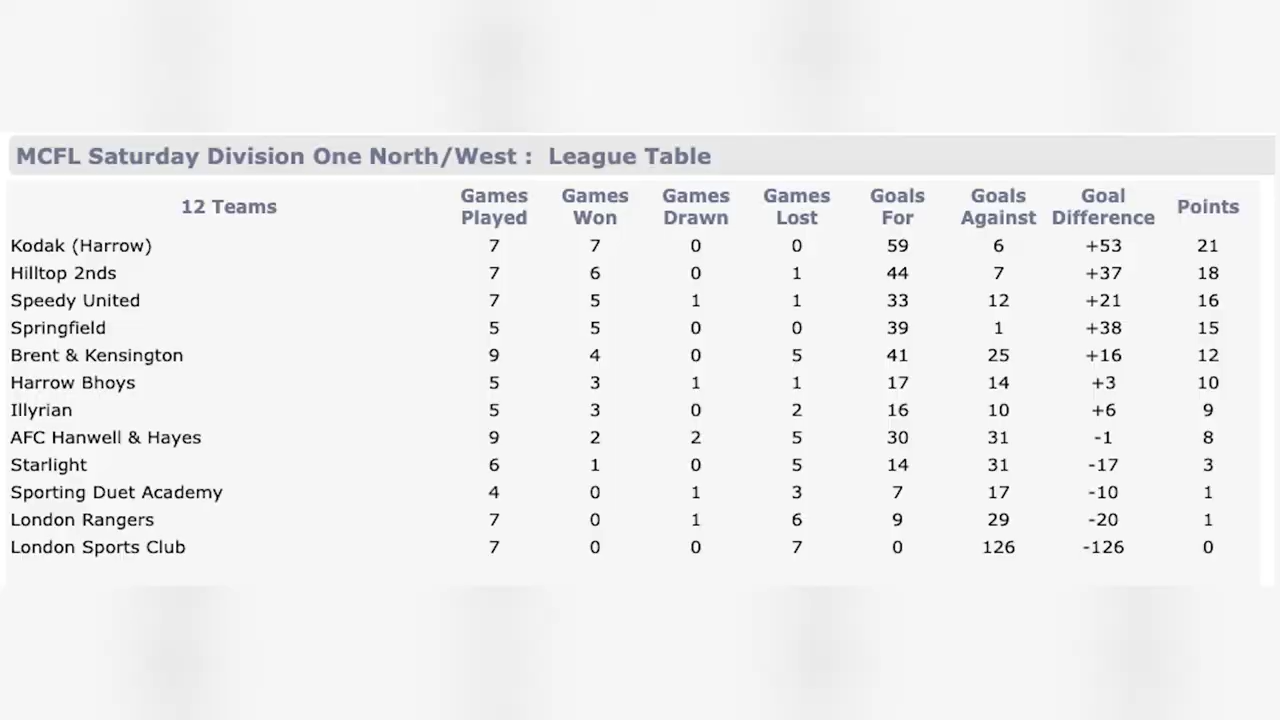 MCFL Saturday Division One North/West : League Table
12 Teams Games Played Games Won Games Drawn Games Lost Goals For Goals Against Goal Difference Points
Kodak (Harrow) 7 7 0 0 59 6 +53 21
Hilltop 2nds 7 6 0 1 44 7 +37 18
Speedy United 7 5 1 1 33 12 +21 16
Springfield 5 5 0 0 39 1 +38 15
Brent & Kensington 9 4 0 5 41 25 +16 12
Harrow Bhoys 5 3 1 1 17 14 +3 10
Illyrian 5 3 0 2 16 10 +6 9
AFC Hanwell & Hayes 9 2 2 5 30 31 -1 8
Starlight 6 1 0 5 14 31 -17 3
Sporting Duet Academy 4 0 1 3 7 17 -10 1
London Rangers 7 0 1 6 9 29 -20 1
London Sports Club 7 0 0 7 0 126 -126 0